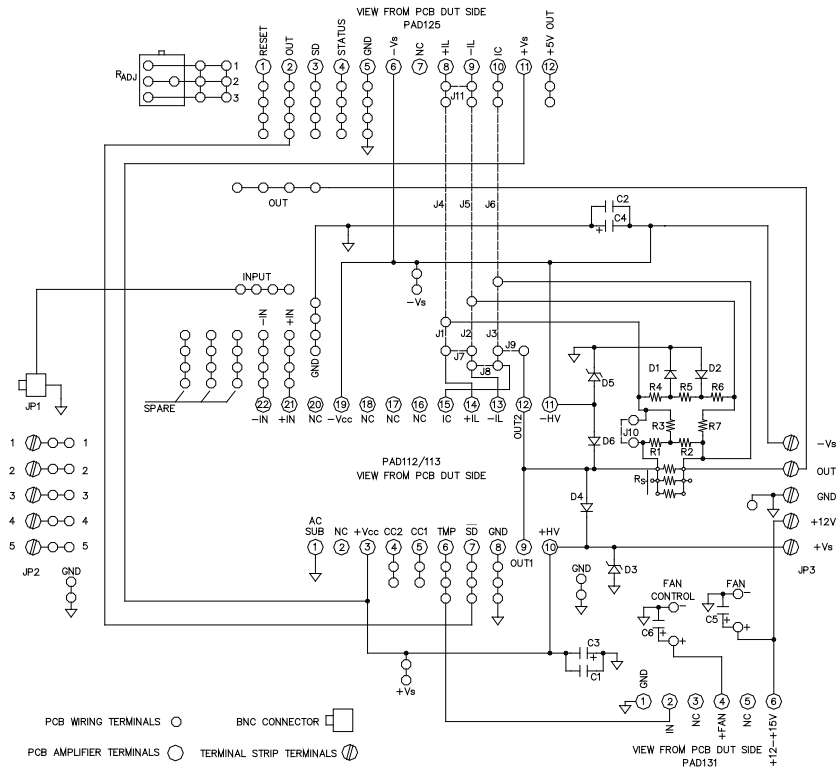 VIEW FROM PCB DUT SIDE
PAD125
RESET OUT SD STATUS GND -Vs NC +IL -IL IC +Vs +5V OUT
1 2 3 4 5 6 7 8 9 10 11 12
RADJ
1
2
3
J11
OUT
J4 J5 J6
C2
C4
+
INPUT
-Vs
-IN +IN
GND
J1 J2 J3 J9
J7
J8
JP1
SPARE
22 21 20 19 18 17 16 15 14 13 12 11
-IN +IN NC -Vcc NC NC NC IC +IL -IL OUT2 -HV
D5
D1 D2
R4 R5 R6
R3 R7
J10
R1 R2
RS
D6
D4
PAD112/113
VIEW FROM PCB DUT SIDE
1 1
2 2
3 3
4 4
5 5
JP2
GND
-Vs
OUT
GND
+12V
+Vs
JP3
AC SUB NC +Vcc CC2 CC1 TMP SD GND OUT1 +HV
1 2 3 4 5 6 7 8 9 10
D3
GND
FAN CONTROL
-
C6
+
+
FAN
-
C5
+
+
C3
+
C1
+Vs
GND
1 2 3 4 5 6
IN NC +FAN NC +12-+15V
VIEW FROM PCB DUT SIDE
PAD131
PCB WIRING TERMINALS
BNC CONNECTOR
PCB AMPLIFIER TERMINALS
TERMINAL STRIP TERMINALS